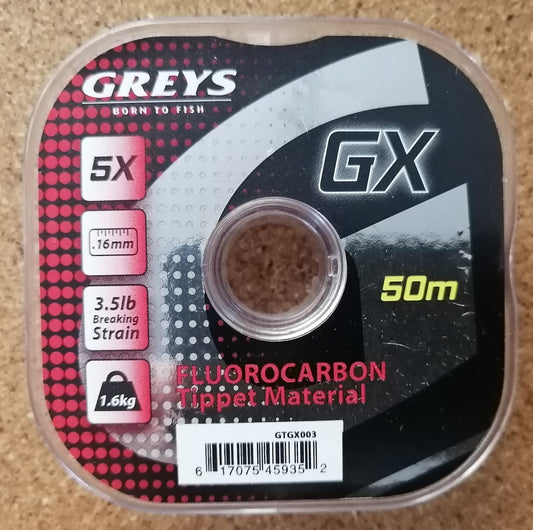 GREYS
BORN TO FISH
GX
5X
.16mm
50m
3.5lb
Breaking
Strain
1.6kg
FLUOROCARBON
Tippet Material
GTGX003
6 17075 45935 2